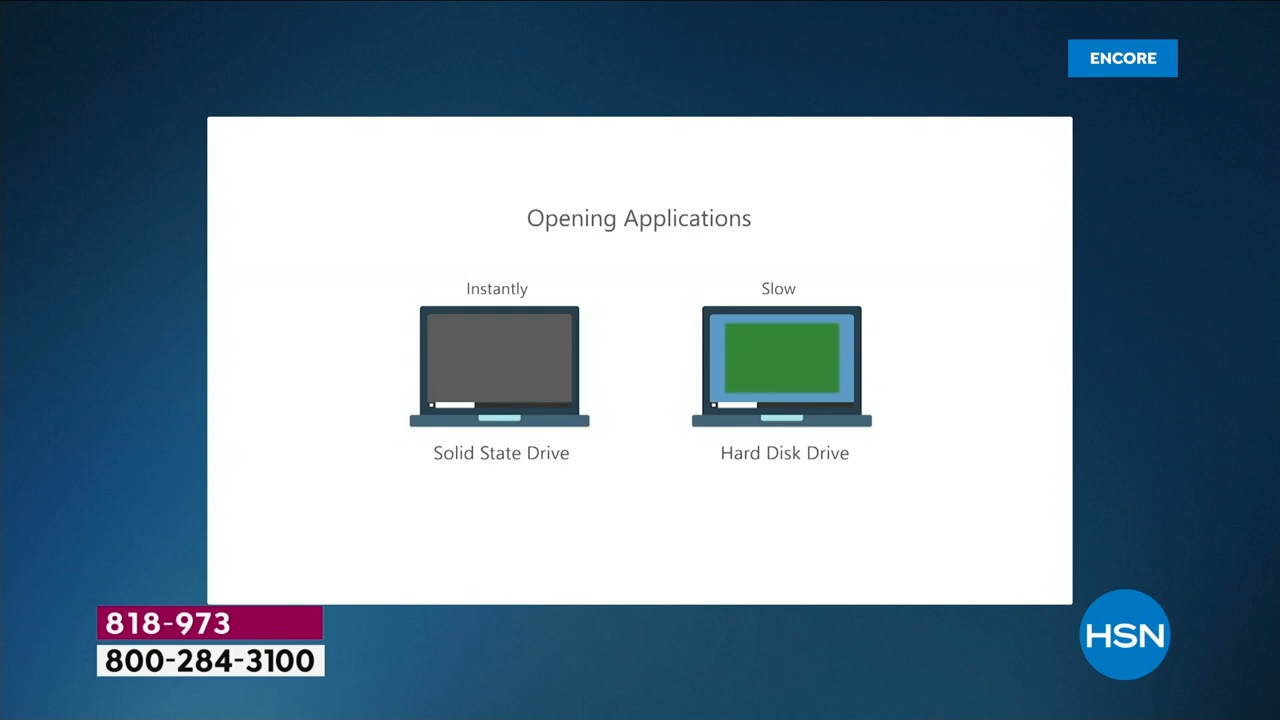 ENCORE
Opening Applications
Instantly
Slow
Solid State Drive
Hard Disk Drive
818-973
800-284-3100
HSN